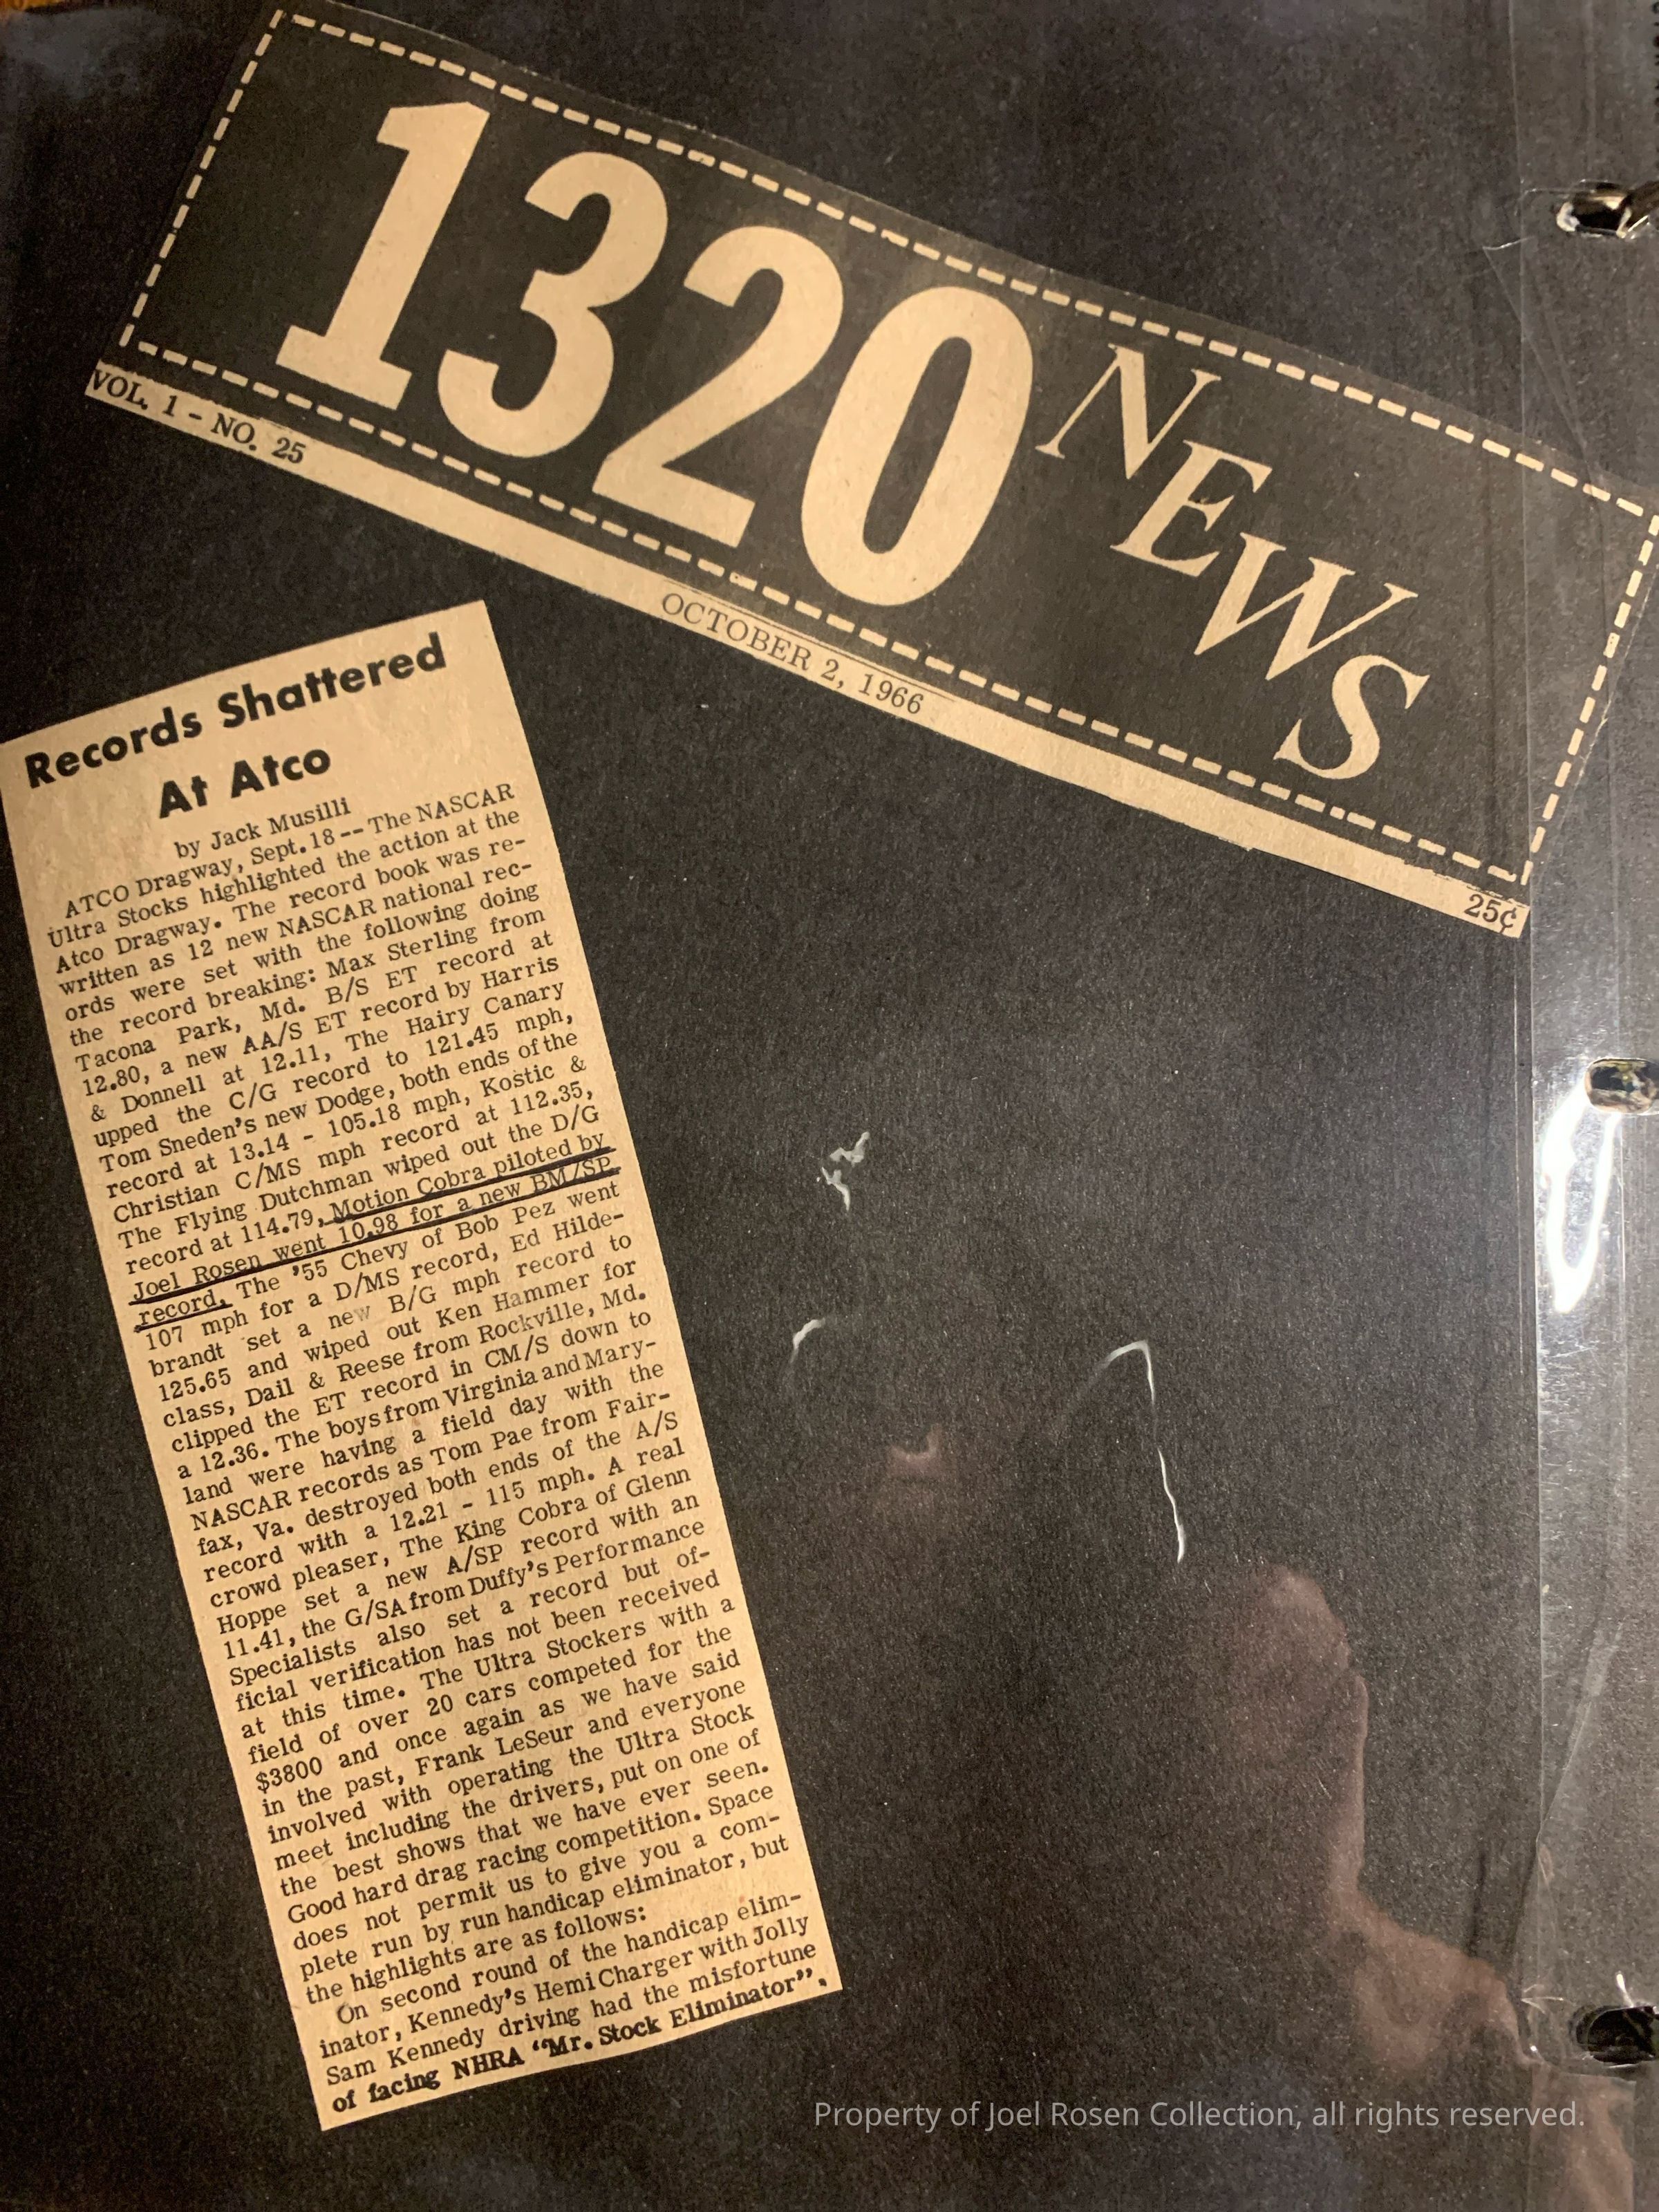 1320 NEWS
VOL. 1 - NO. 25
OCTOBER 2, 1966
25¢
Records Shattered
At Atco
by Jack Musilli
ATCO Dragway, Sept. 18 -- The NASCAR
Ultra Stocks highlighted the action at the
Atco Dragway. The record book was re-
written as 12 new NASCAR national rec-
ords were set with the following doing
the record breaking: Max Sterling from
Tacona Park, Md. B/S ET record at
12.80, a new AA/S ET record by Harris
& Donnell at 12.11, The Hairy Canary
upped the C/G record to 121.45 mph,
Tom Sneden's new Dodge, both ends of the
record at 13.14 - 105.18 mph, Kostic &
Christian C/MS mph record at 112.35,
The Flying Dutchman wiped out the D/G
record at 114.79, Motion Cobra piloted by
Joel Rosen went 10.98 for a new BM/SP
record. The '55 Chevy of Bob Pez went
107 mph for a D/MS record, Ed Hilde-
brandt set a new B/G mph record to
125.65 and wiped out Ken Hammer for
class, Dail & Reese from Rockville, Md.
clipped the ET record in CM/S down to
a 12.36. The boys from Virginia and Mary-
land were having a field day with the
NASCAR records as Tom Pae from Fair-
fax, Va. destroyed both ends of the A/S
record with a 12.21 - 115 mph. A real
crowd pleaser, The King Cobra of Glenn
Hoppe set a new A/SP record with an
11.41, the G/SA from Duffy's Performance
Specialists also set a record but of-
ficial verification has not been received
at this time. The Ultra Stockers with a
field of over 20 cars competed for the
$3800 and once again as we have said
in the past, Frank LeSeur and everyone
involved with operating the Ultra Stock
meet including the drivers, put on one of
the best shows that we have ever seen.
Good hard drag racing competition. Space
does not permit us to give you a com-
plete run by run handicap eliminator, but
the highlights are as follows:
On second round of the handicap elim-
inator, Kennedy's Hemi Charger with Jolly
Sam Kennedy driving had the misfortune
of facing NHRA "Mr. Stock Eliminator".
Property of Joel Rosen Collection, all rights reserved.